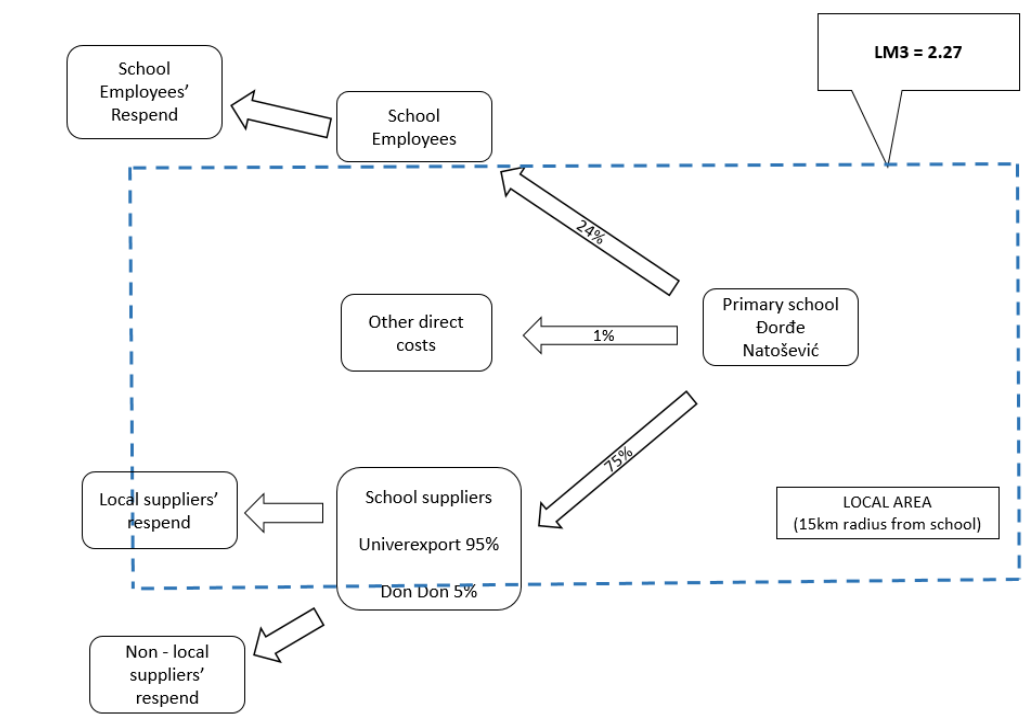 LM3 = 2.27
School
Employees’
Respend
School
Employees
24%
Primary school
Đorđe
Natošević
Other direct
costs
1%
75%
Local suppliers’
respend
School suppliers
Univerexport 95%
Don Don 5%
LOCAL AREA
(15km radius from school)
Non - local
suppliers’
respend